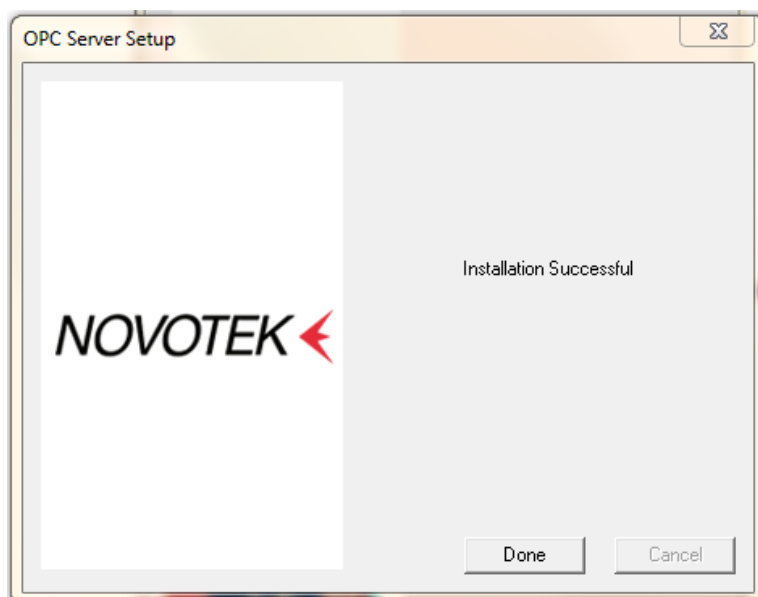 OPC Server Setup
NOVOTEK
Installation Successful
Done
Cancel